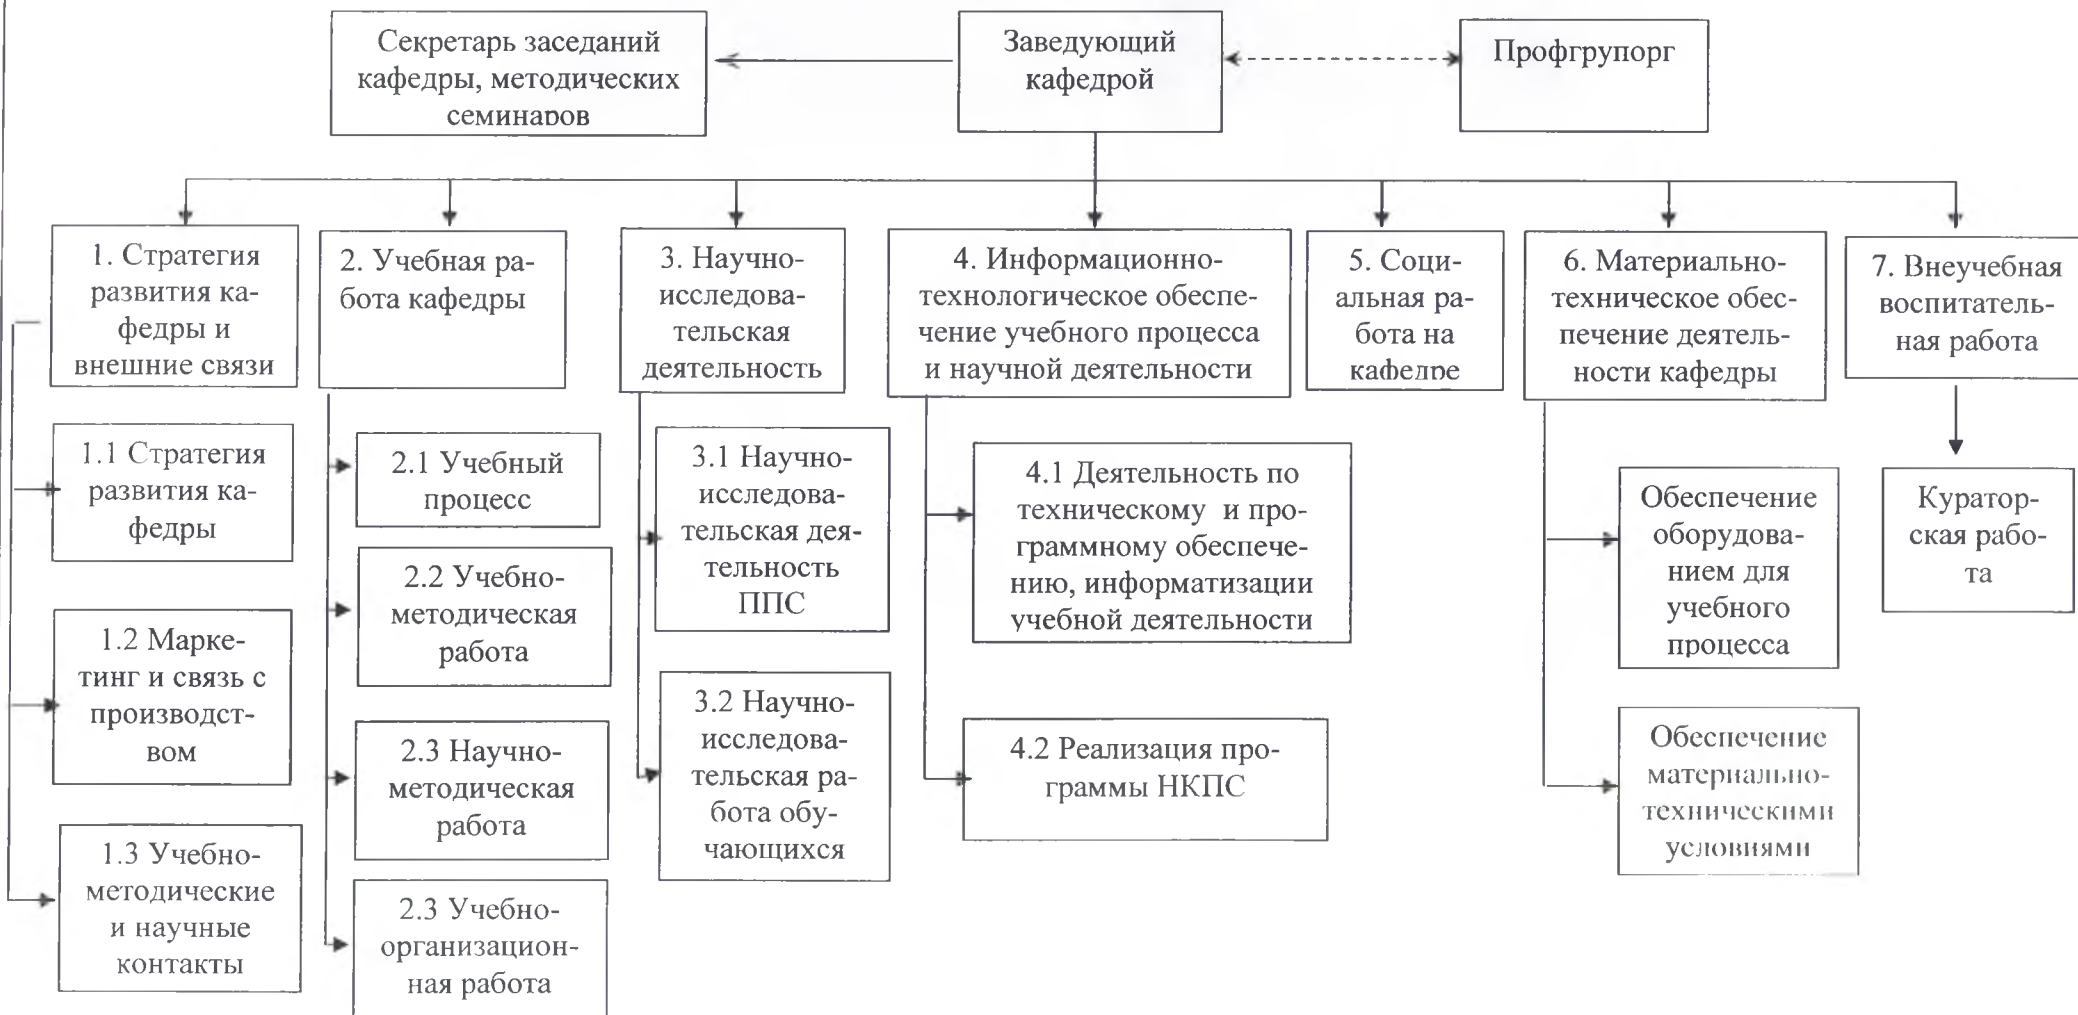 Секретарь заседаний
кафедры, методических
семинаров
Заведующий
кафедрой
Профгрупорг
1. Стратегия
развития ка-
федры и
внешние связи
2. Учебная ра-
бота кафедры
3. Научно-
исследова-
тельская
деятельность
4. Информационно-
технологическое обеспе-
чение учебного процесса
и научной деятельности
5. Соци-
альная ра-
бота на
кафедре
6. Материально-
техническое обес-
печение деятель-
ности кафедры
7. Внеучебная
воспитатель-
ная работа
1.1 Стратегия
развития ка-
федры
1.2 Марке-
тинг и связь с
производст-
вом
1.3 Учебно-
методические
и научные
контакты
2.1 Учебный
процесс
2.2 Учебно-
методическая
работа
2.3 Научно-
методическая
работа
2.3 Учебно-
организацион-
ная работа
3.1 Научно-
исследова-
тельская дея-
тельность
ППС
3.2 Научно-
исследова-
тельская ра-
бота обу-
чающихся
4.1 Деятельность по
техническому и про-
граммному обеспече-
нию, информатизации
учебной деятельности
4.2 Реализация про-
граммы НКПС
Обеспечение
оборудова-
нием для
учебного
процесса
Обеспечение
материально-
техническими
условиями
Куратор-
ская рабо-
та